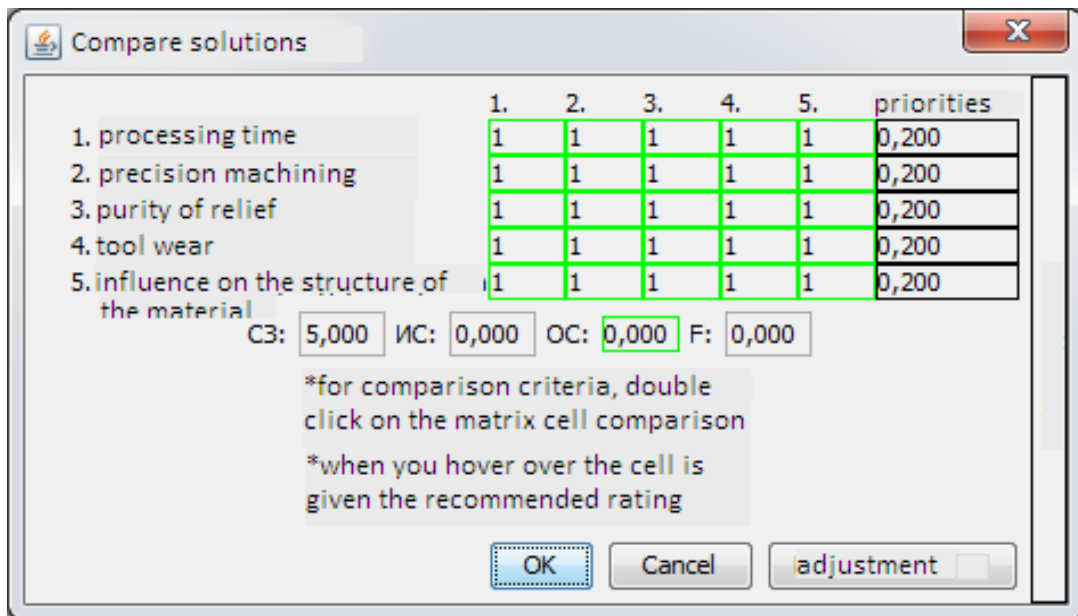 Compare solutions
1. 2. 3. 4. 5. priorities
1. processing time 1 1 1 1 1 0,200
2. precision machining 1 1 1 1 1 0,200
3. purity of relief 1 1 1 1 1 0,200
4. tool wear 1 1 1 1 1 0,200
5. influence on the structure of 1 1 1 1 1 0,200
the material
СЗ: 5,000 ИС: 0,000 ОС: 0,000 F: 0,000
*for comparison criteria, double
click on the matrix cell comparison
*when you hover over the cell is
given the recommended rating
OK Cancel adjustment